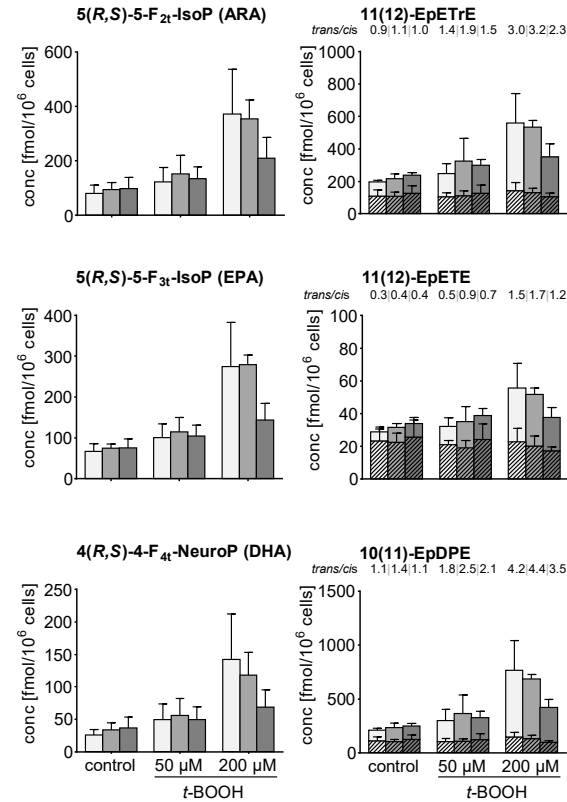 5(R,S)-5-F2t-IsoP (ARA)
conc [fmol/10^6 cells]
600
400
200
0
11(12)-EpETrE
trans/cis 0.9|1.1|1.0 1.4|1.9|1.5 3.0|3.2|2.3
conc [fmol/10^6 cells]
1000
800
600
400
200
0
5(R,S)-5-F3t-IsoP (EPA)
conc [fmol/10^6 cells]
400
300
200
100
0
11(12)-EpETE
trans/cis 0.3|0.4|0.4 0.5|0.9|0.7 1.5|1.7|1.2
conc [fmol/10^6 cells]
100
80
60
40
20
0
4(R,S)-4-F4t-NeuroP (DHA)
conc [fmol/10^6 cells]
250
200
150
100
50
0
control 50 µM 200 µM
t-BOOH
10(11)-EpDPE
trans/cis 1.1|1.4|1.1 1.8|2.5|2.1 4.2|4.4|3.5
conc [fmol/10^6 cells]
1500
1000
500
0
control 50 µM 200 µM
t-BOOH